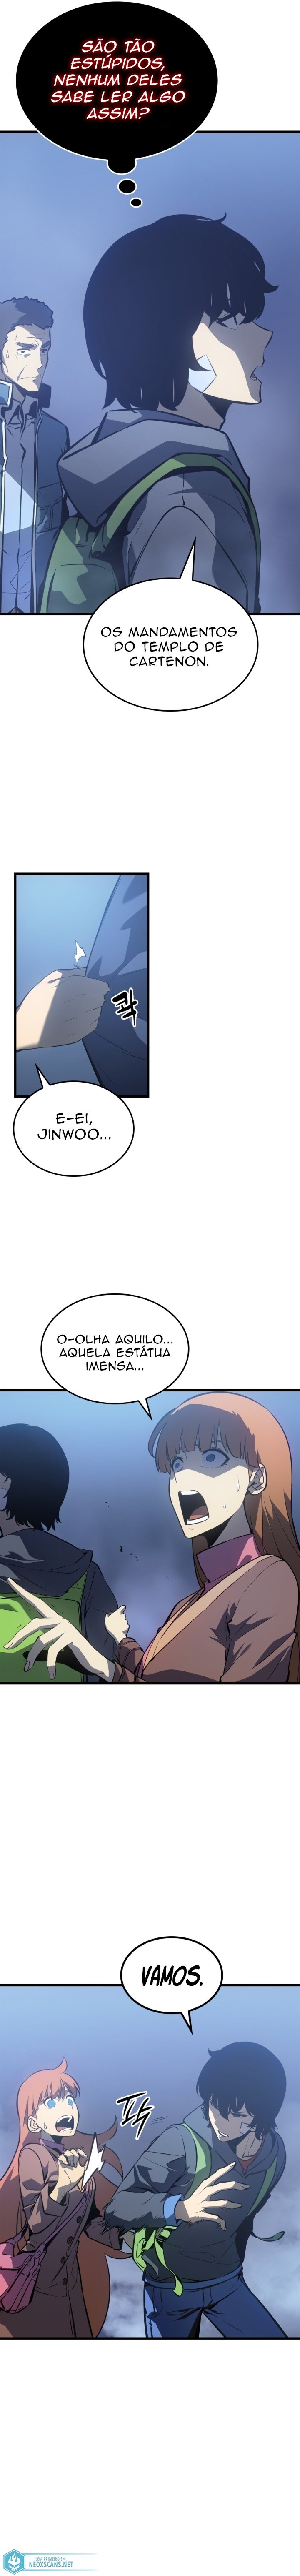 SÃO TÃO
ESTÚPIDOS,
NENHUM DELES
SABE LER ALGO
ASSIM?
OS MANDAMENTOS
DO TEMPLO DE
CARTENON.
콱
E-EI,
JINWOO...
O-OLHA AQUILO...
AQUELA ESTÁTUA
IMENSA...
VAMOS.
NEOXSCANS.NET